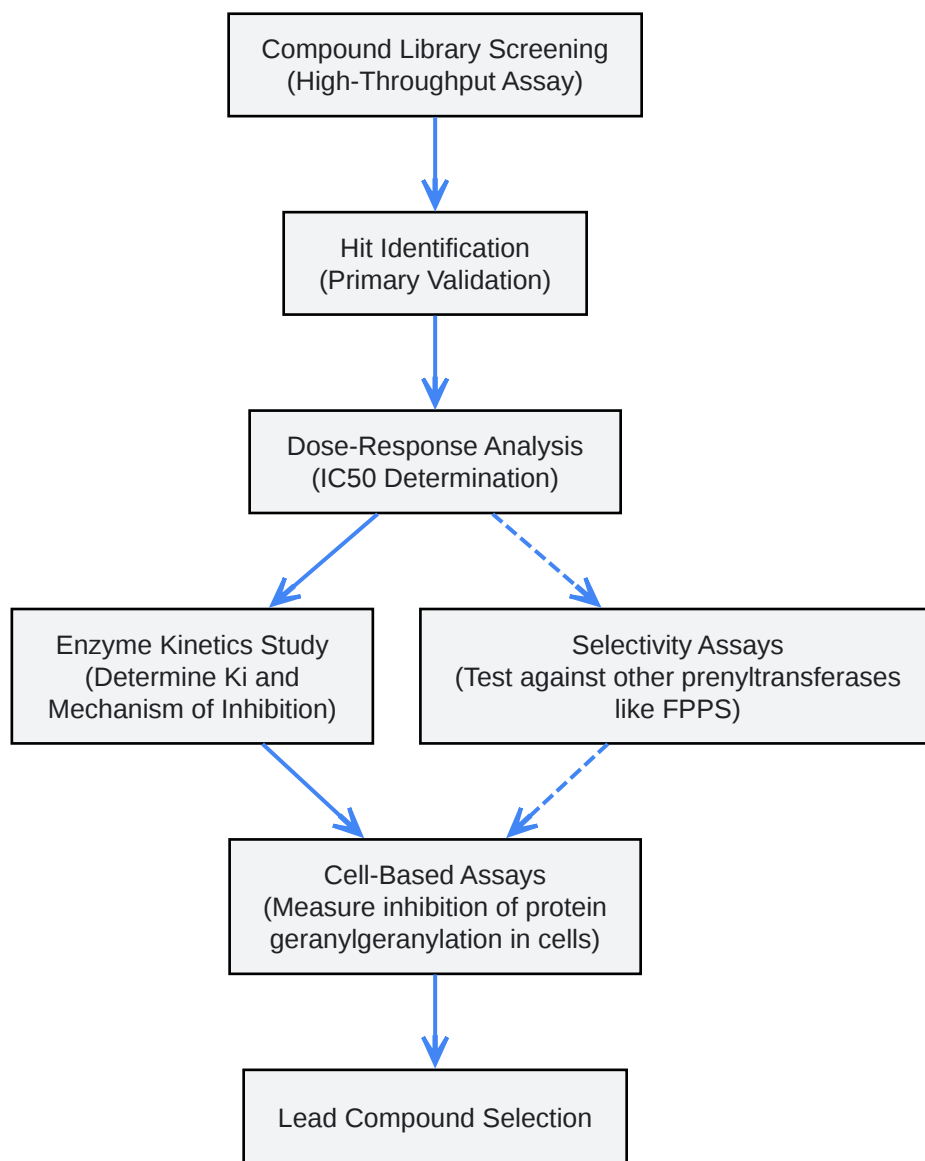 Compound Library Screening
(High-Throughput Assay)
Hit Identification
(Primary Validation)
Dose-Response Analysis
(IC50 Determination)
Enzyme Kinetics Study
(Determine Ki and
Mechanism of Inhibition)
Selectivity Assays
(Test against other prenyltransferases
like FPPS)
Cell-Based Assays
(Measure inhibition of protein
geranylgeranylation in cells)
Lead Compound Selection